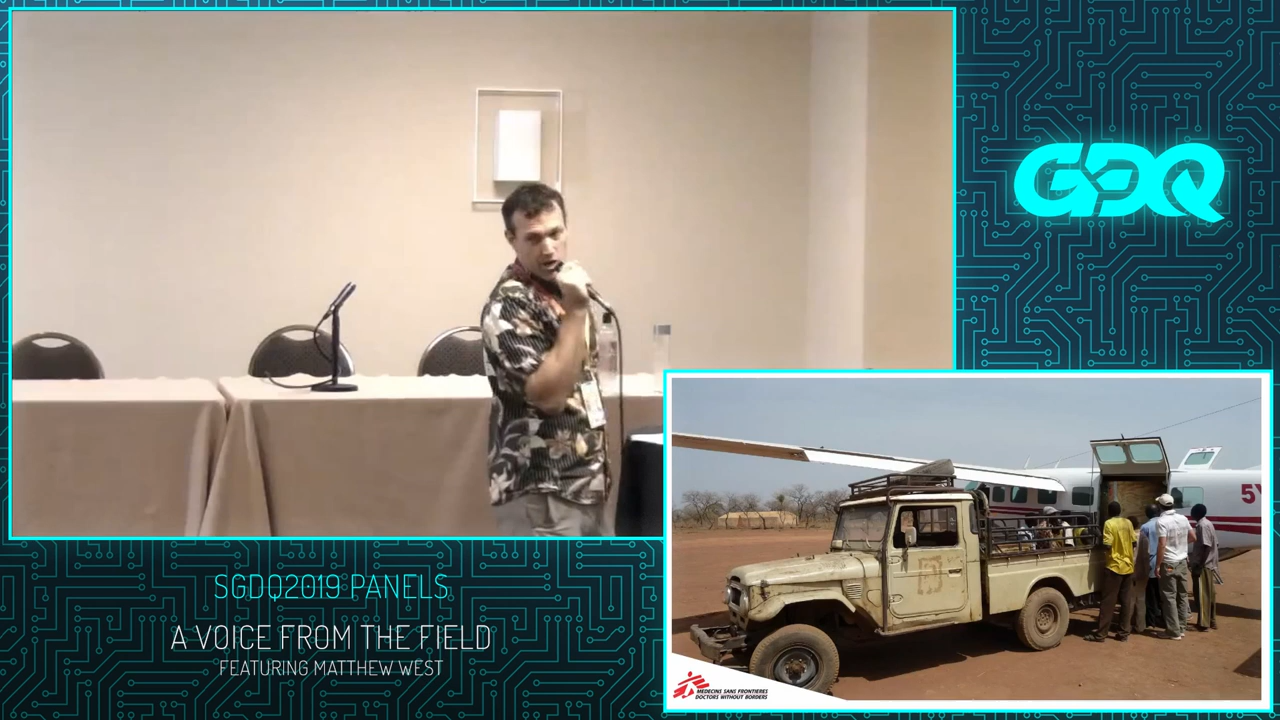 GDQ
SGDQ2019 PANELS
A VOICE FROM THE FIELD
FEATURING MATTHEW WEST
5Y
MEDECINS SANS FRONTIERES
DOCTORS WITHOUT BORDERS